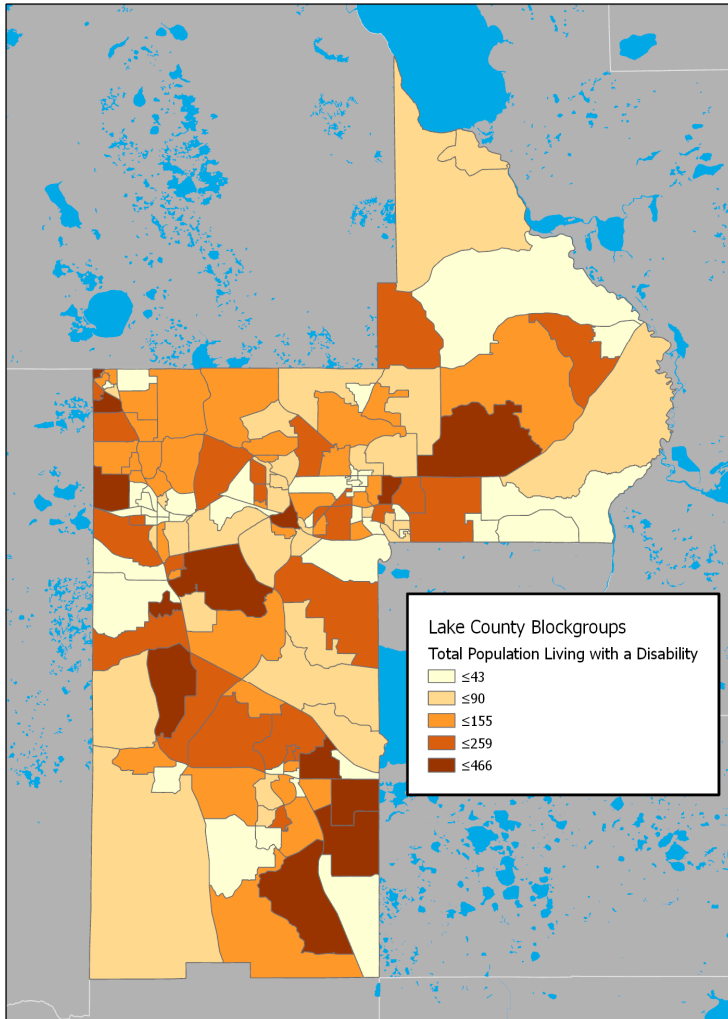 Lake County Blockgroups
Total Population Living with a Disability
≤43
≤90
≤155
≤259
≤466